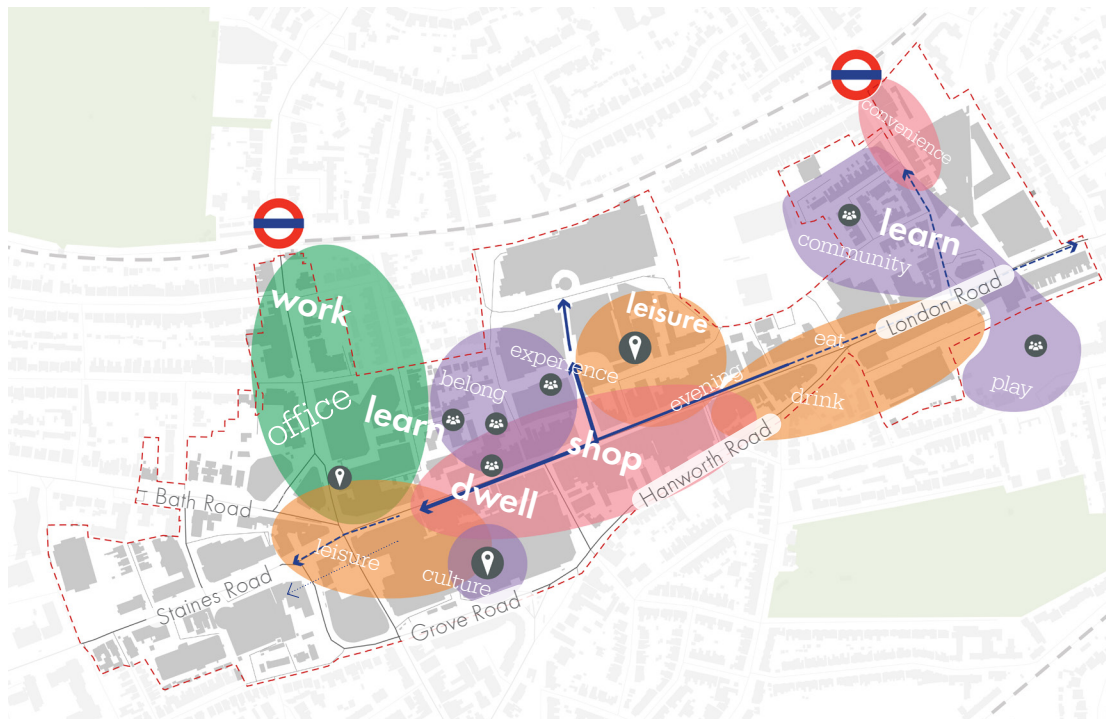 convenience
learn
community
work
leisure
London Road
experience
eat
belong
play
evening
drink
office
learn
shop
Hanworth Road
dwell
Bath Road
leisure
culture
Staines Road
Grove Road